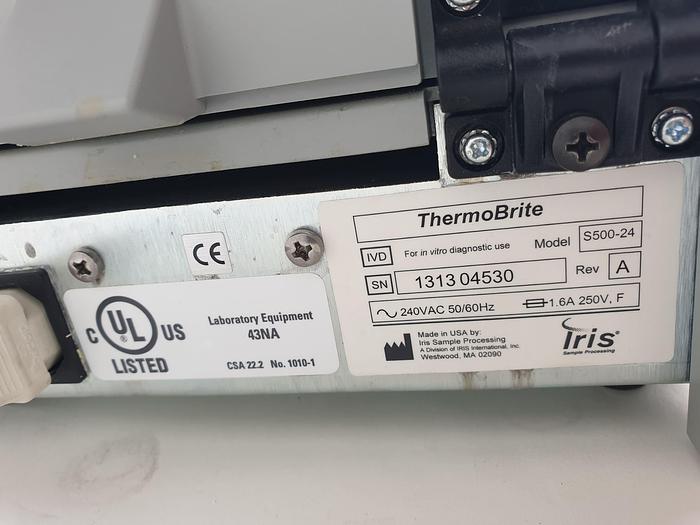 ThermoBrite
IVD For in vitro diagnostic use Model S500-24
SN 1313 04530 Rev A
240VAC 50/60Hz 1.6A 250V, F
Made in USA by:
Iris Sample Processing
A Division of IRIS International, Inc.
Westwood, MA 02090
Iris®
Sample Processing
CE
C UL US
LISTED
Laboratory Equipment
43NA
CSA 22.2 No. 1010-1